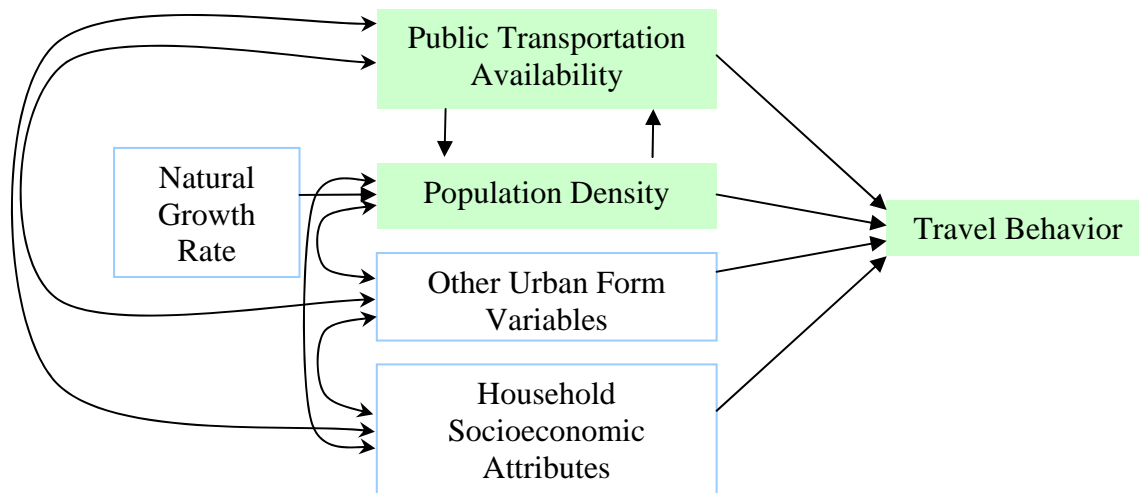 Public Transportation
Availability
Natural
Growth
Rate
Population Density
Travel Behavior
Other Urban Form
Variables
Household
Socioeconomic
Attributes